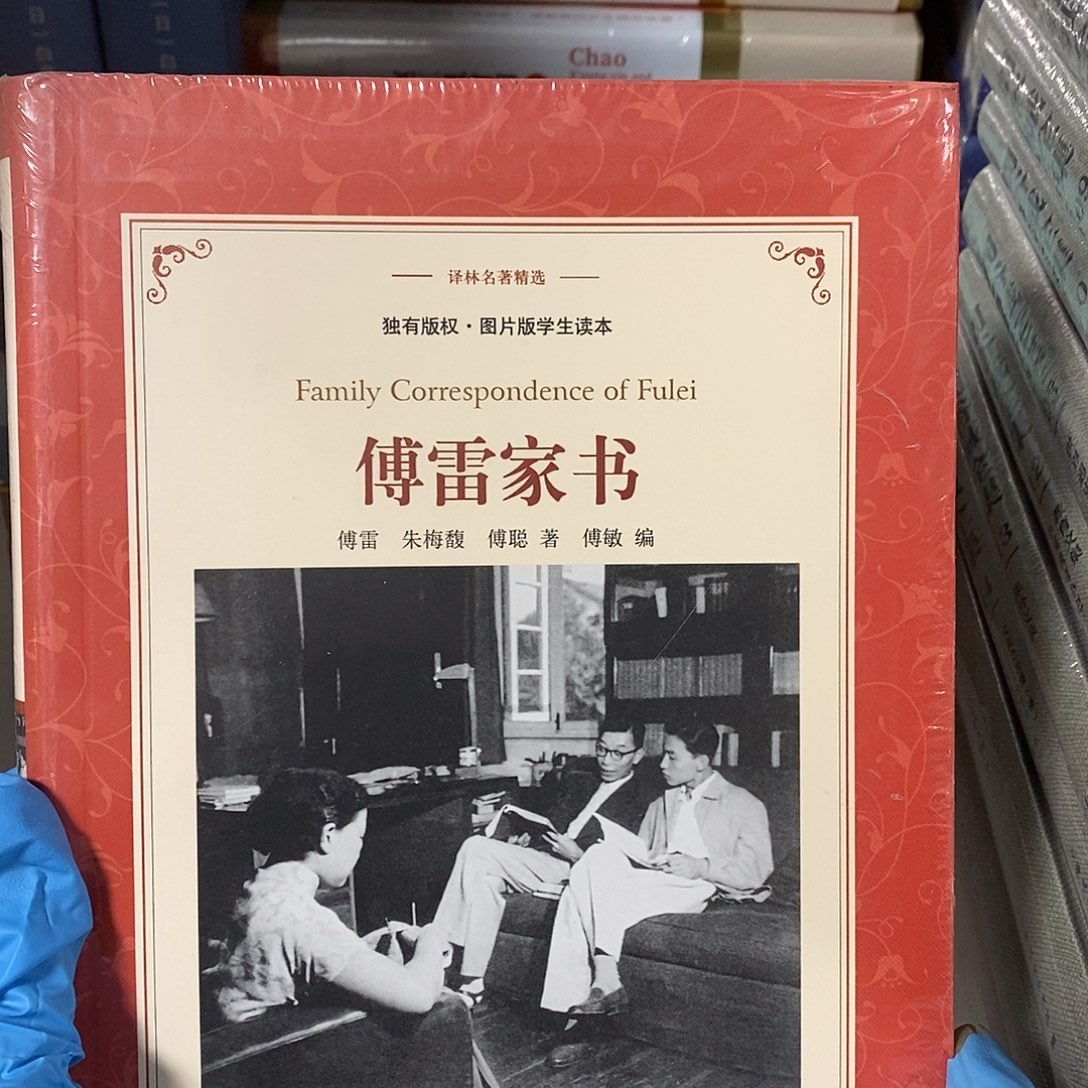 Chao
译林名著精选
独有版权·图片版学生读本
Family Correspondence of Fulei
傅雷家书
傅雷 朱梅馥 傅聪 著 傅敏 编